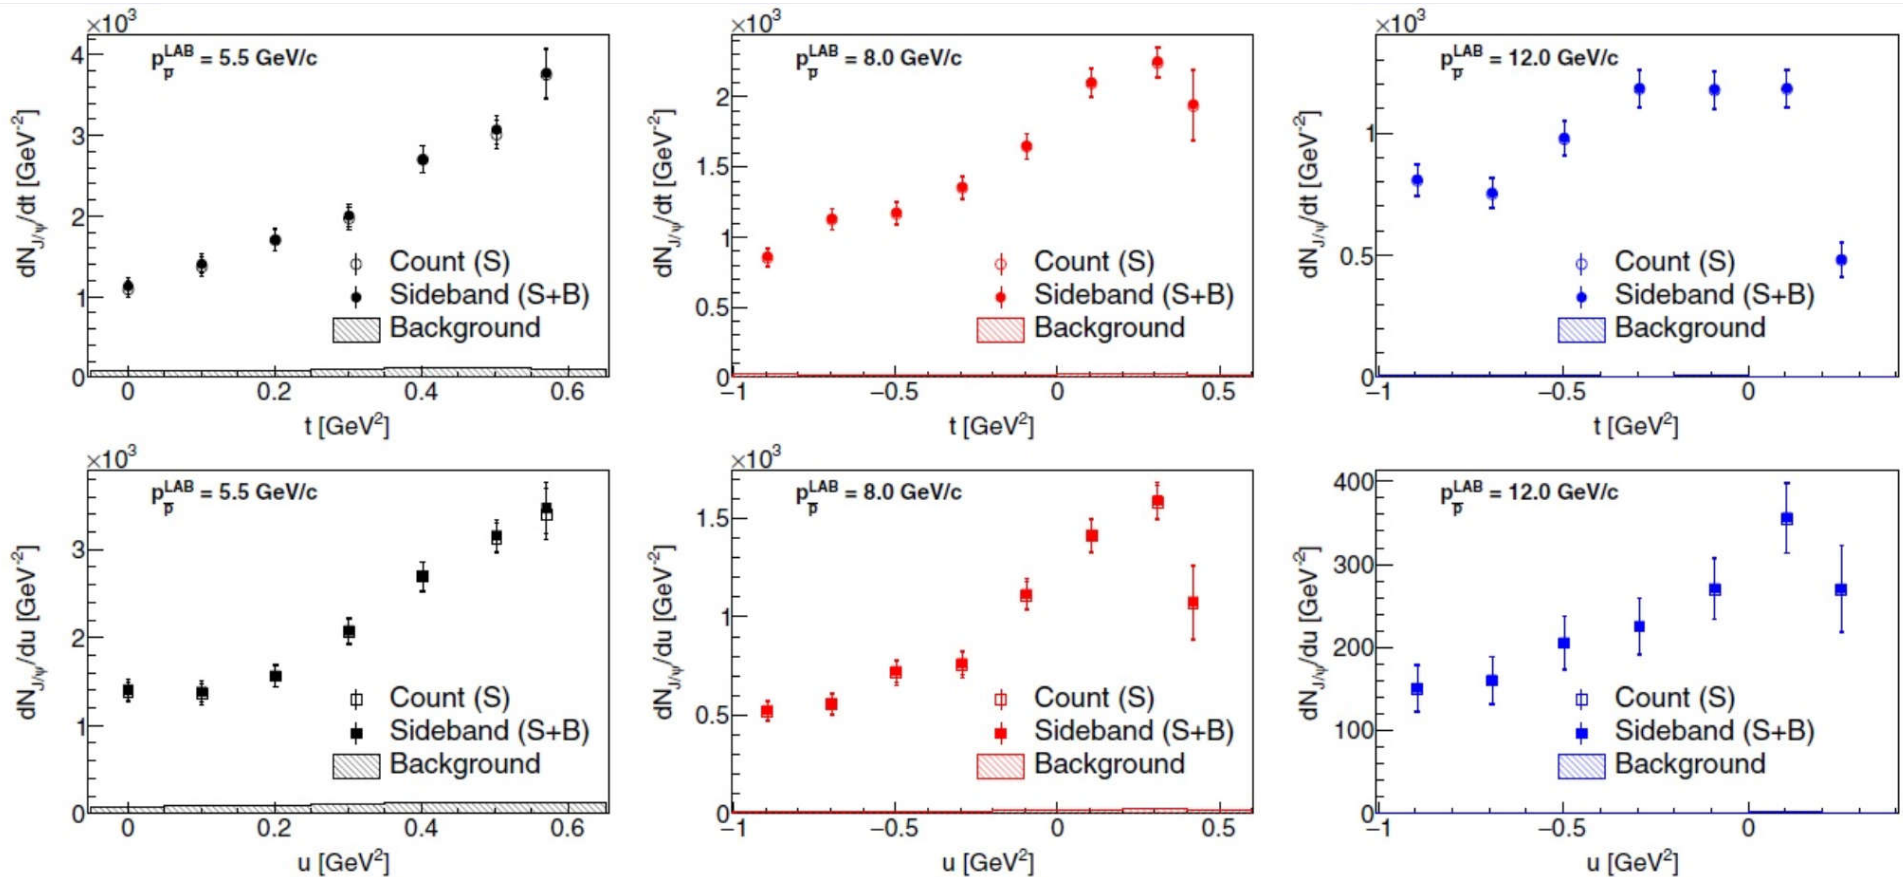 ×10³
p_p̅^LAB = 5.5 GeV/c
dN_J/ψ/dt [GeV⁻²]
4
3
2
1
0
Count (S)
Sideband (S+B)
Background
0 0.2 0.4 0.6
t [GeV²]
×10³
p_p̅^LAB = 8.0 GeV/c
dN_J/ψ/dt [GeV⁻²]
2
1.5
1
0.5
0
Count (S)
Sideband (S+B)
Background
−1 −0.5 0 0.5
t [GeV²]
×10³
p_p̅^LAB = 12.0 GeV/c
dN_J/ψ/dt [GeV⁻²]
1
0.5
0
Count (S)
Sideband (S+B)
Background
−1 −0.5 0
t [GeV²]
×10³
p_p̅^LAB = 5.5 GeV/c
dN_J/ψ/du [GeV⁻²]
3
2
1
0
Count (S)
Sideband (S+B)
Background
0 0.2 0.4 0.6
u [GeV²]
×10³
p_p̅^LAB = 8.0 GeV/c
dN_J/ψ/du [GeV⁻²]
1.5
1
0.5
0
Count (S)
Sideband (S+B)
Background
−1 −0.5 0 0.5
u [GeV²]
p_p̅^LAB = 12.0 GeV/c
dN_J/ψ/du [GeV⁻²]
400
300
200
100
0
Count (S)
Sideband (S+B)
Background
−1 −0.5 0
u [GeV²]